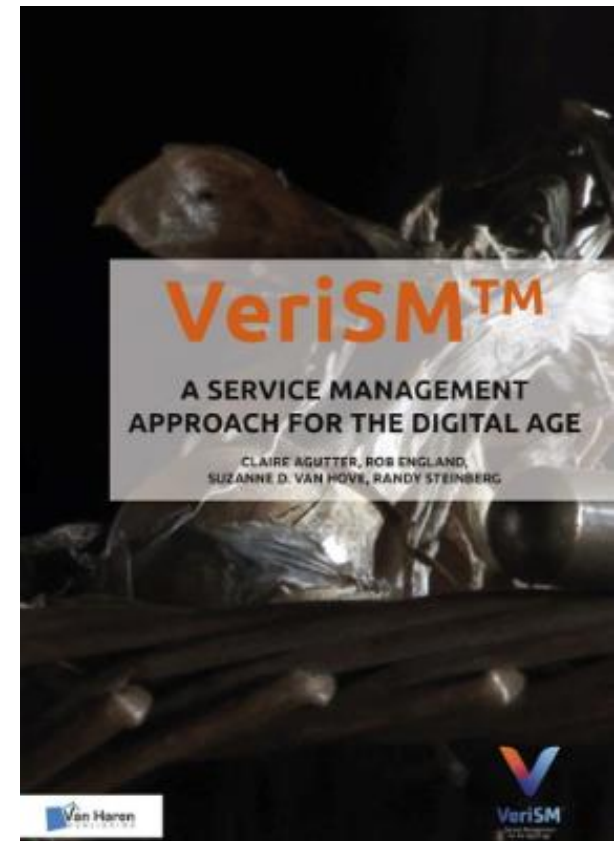 VeriSM™
A SERVICE MANAGEMENT
APPROACH FOR THE DIGITAL AGE
CLAIRE AGUTTER, ROB ENGLAND,
SUZANNE D. VAN HOVE, RANDY STEINBERG
Van Haren
PUBLISHING
VeriSM